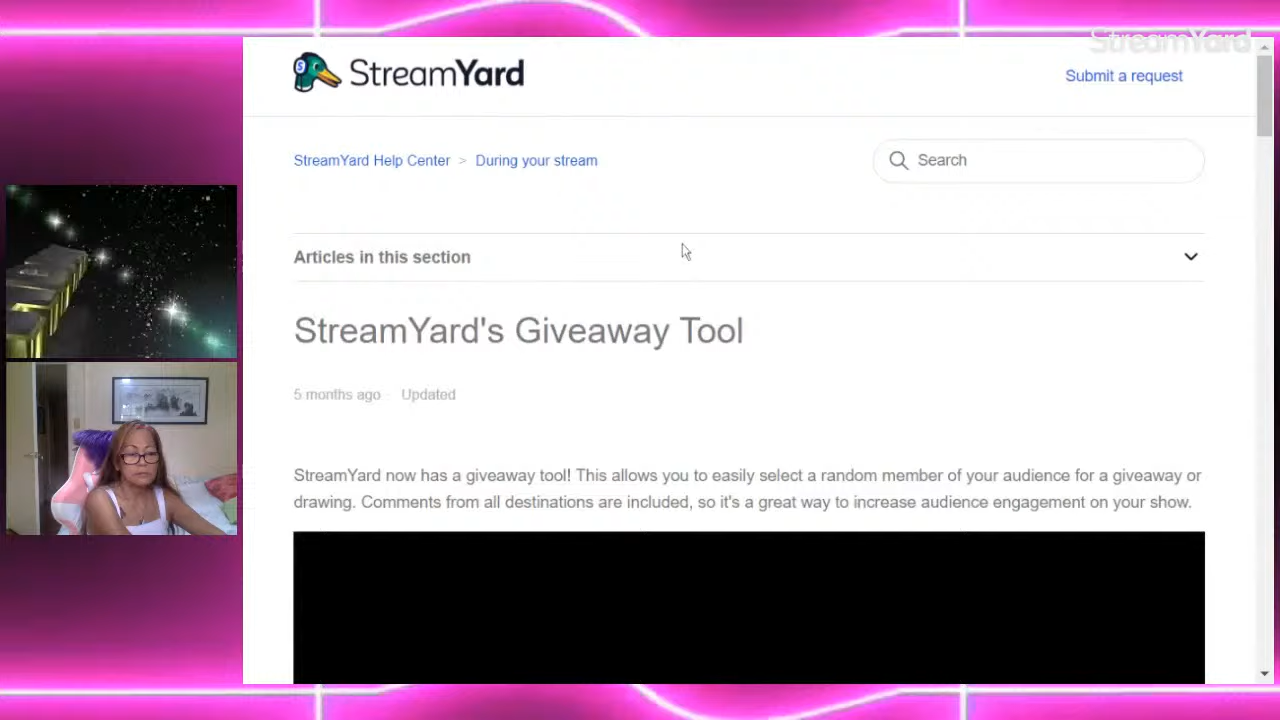 StreamYard
StreamYard
Submit a request
StreamYard Help Center > During your stream
Search
Articles in this section
StreamYard's Giveaway Tool
5 months ago Updated
StreamYard now has a giveaway tool! This allows you to easily select a random member of your audience for a giveaway or
drawing. Comments from all destinations are included, so it's a great way to increase audience engagement on your show.